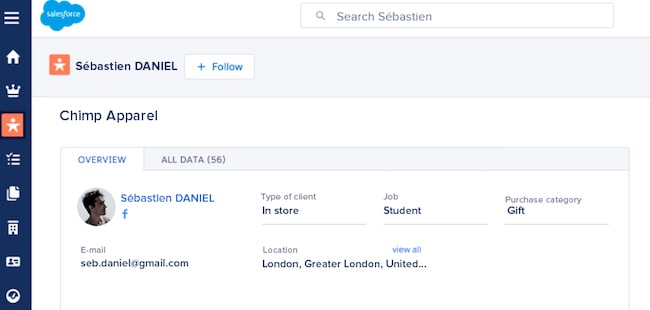 salesforce
Search Sébastien
Sébastien DANIEL
+ Follow
Chimp Apparel
OVERVIEW
ALL DATA (56)
Sébastien DANIEL
f
Type of client
In store
Job
Student
Purchase category
Gift
E-mail
seb.daniel@gmail.com
Location
view all
London, Greater London, United...